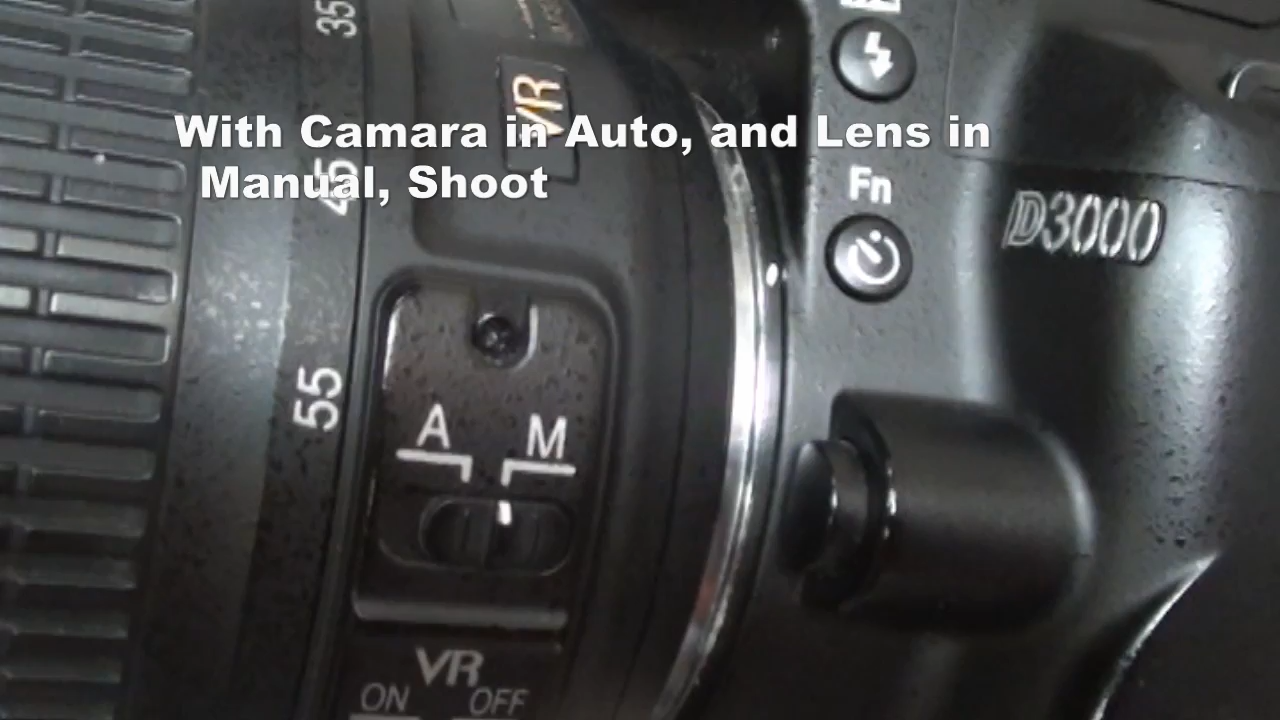 With Camara in Auto, and Lens in
Manual, Shoot
35
VR
45
55
A M
VR
ON OFF
Fn
D3000